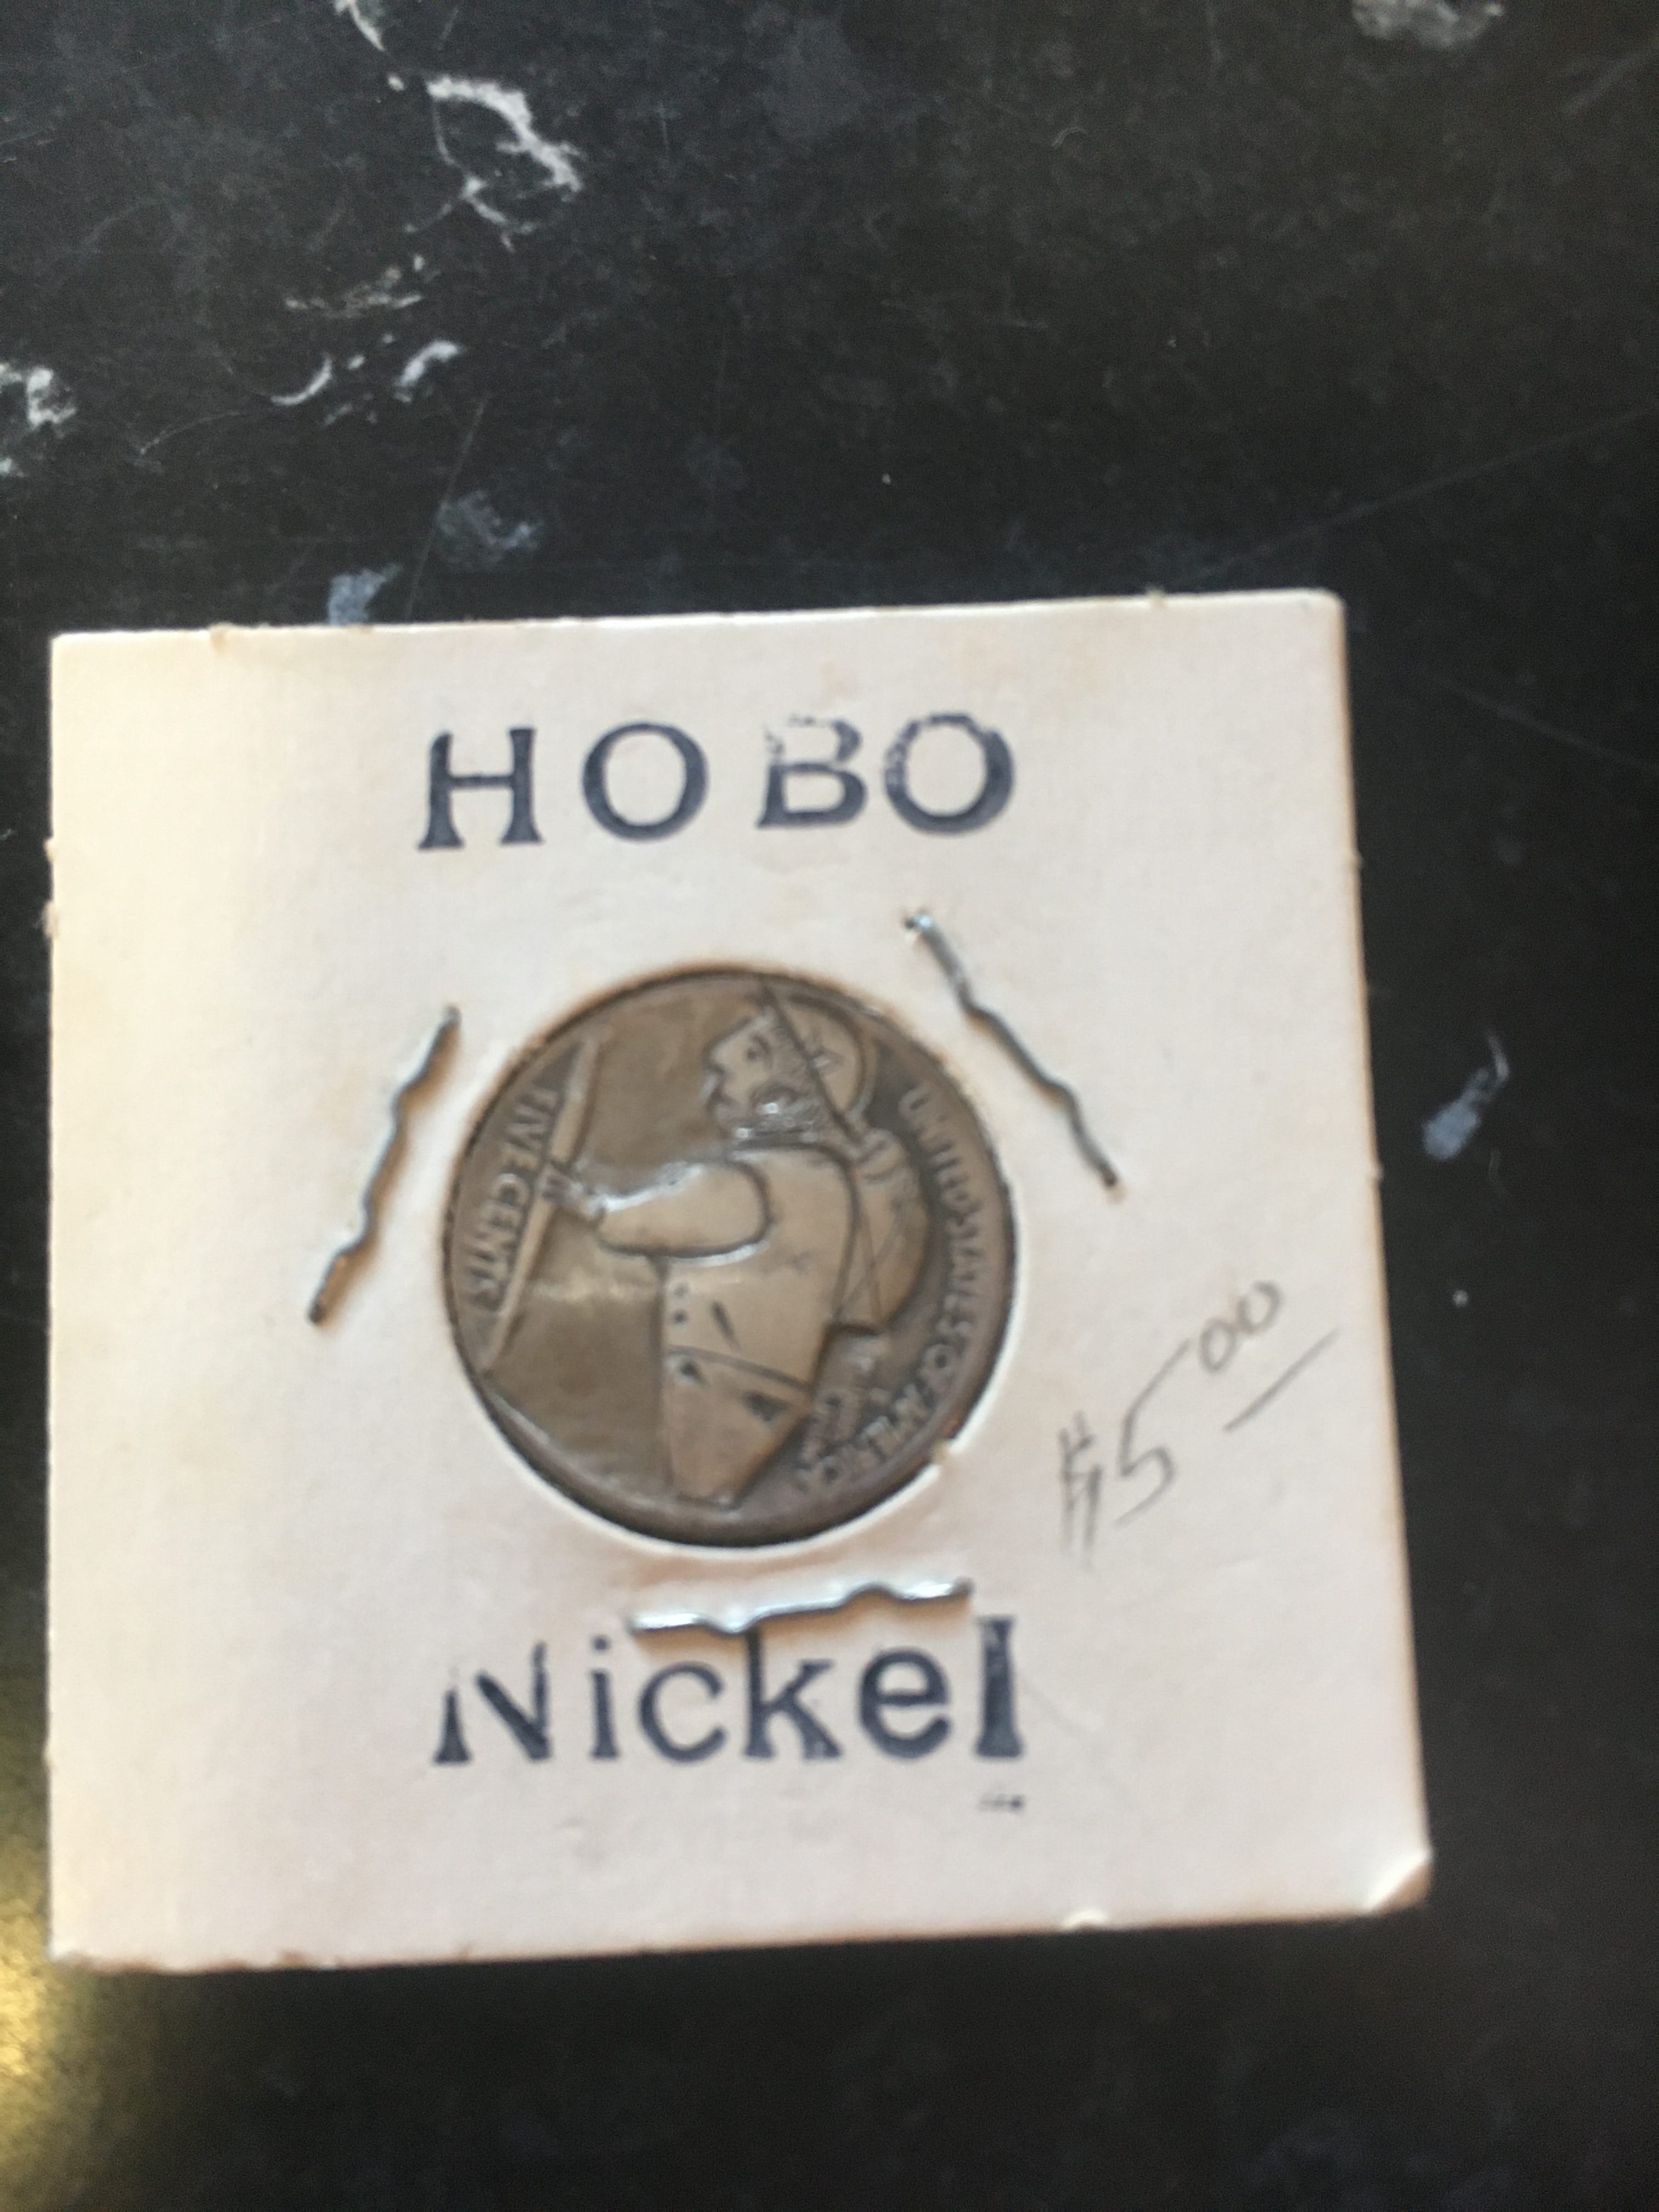 HOBO
UNITED STATES OF AMERICA
FIVE CENTS
$5.00
Nickel